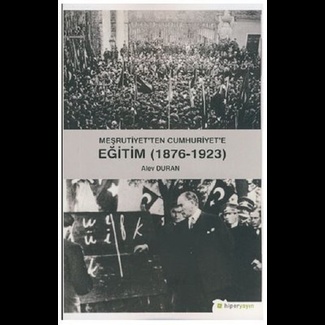 MEŞRUTİYET'TEN CUMHURİYET'E
EĞİTİM (1876-1923)
Alev DURAN
hiperyayın